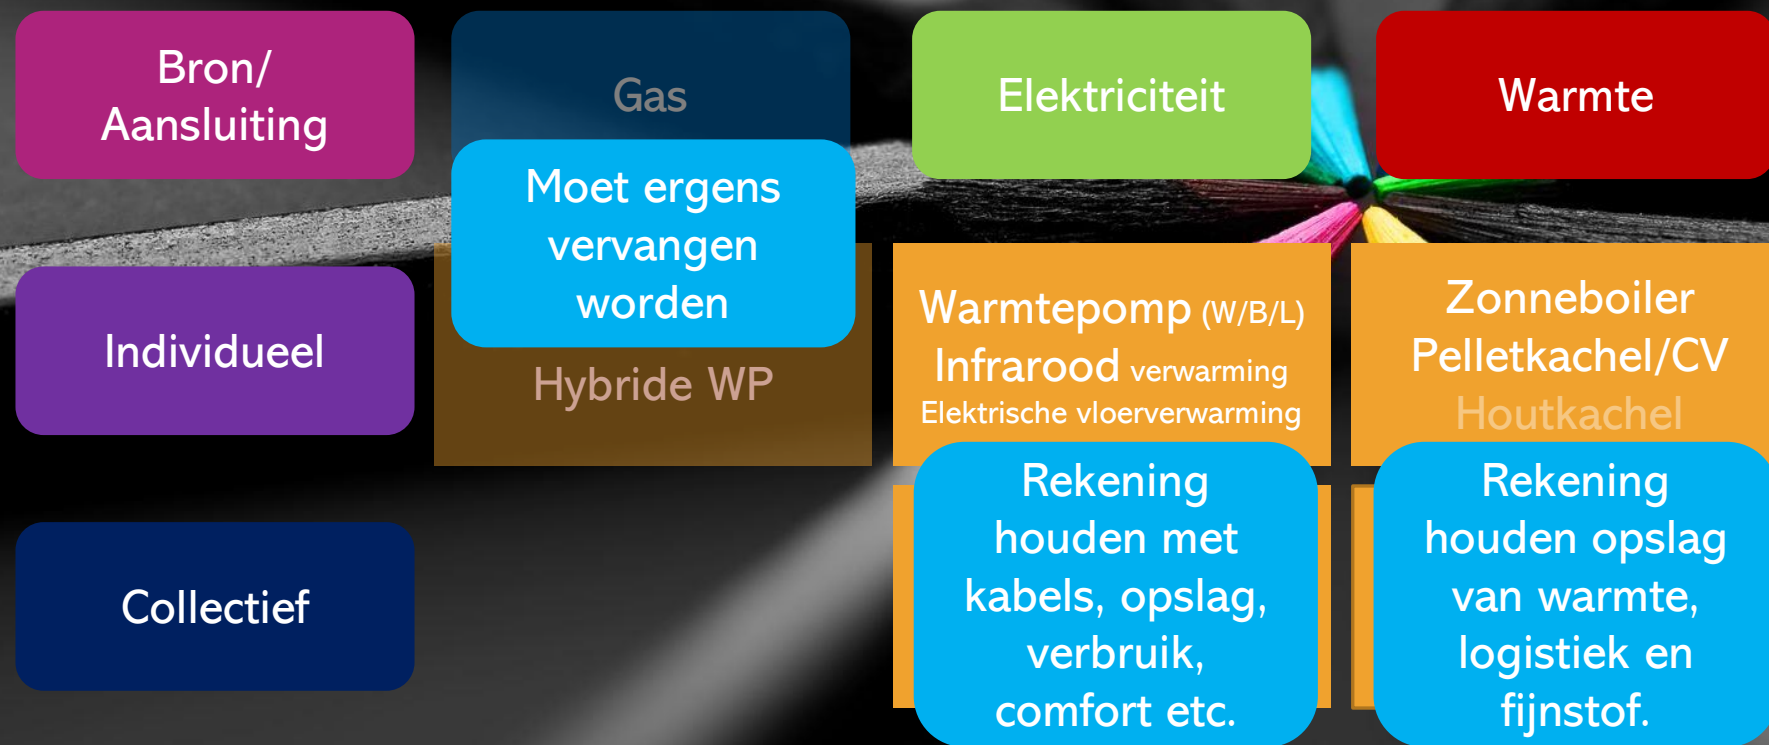 Bron/
Aansluiting
Gas
Elektriciteit
Warmte
Moet ergens
vervangen
worden
Individueel
Hybride WP
Warmtepomp (W/B/L)
Infrarood verwarming
Elektrische vloerverwarming
Zonneboiler
Pelletkachel/CV
Houtkachel
Collectief
Rekening
houden met
kabels, opslag,
verbruik,
comfort etc.
Rekening
houden opslag
van warmte,
logistiek en
fijnstof.